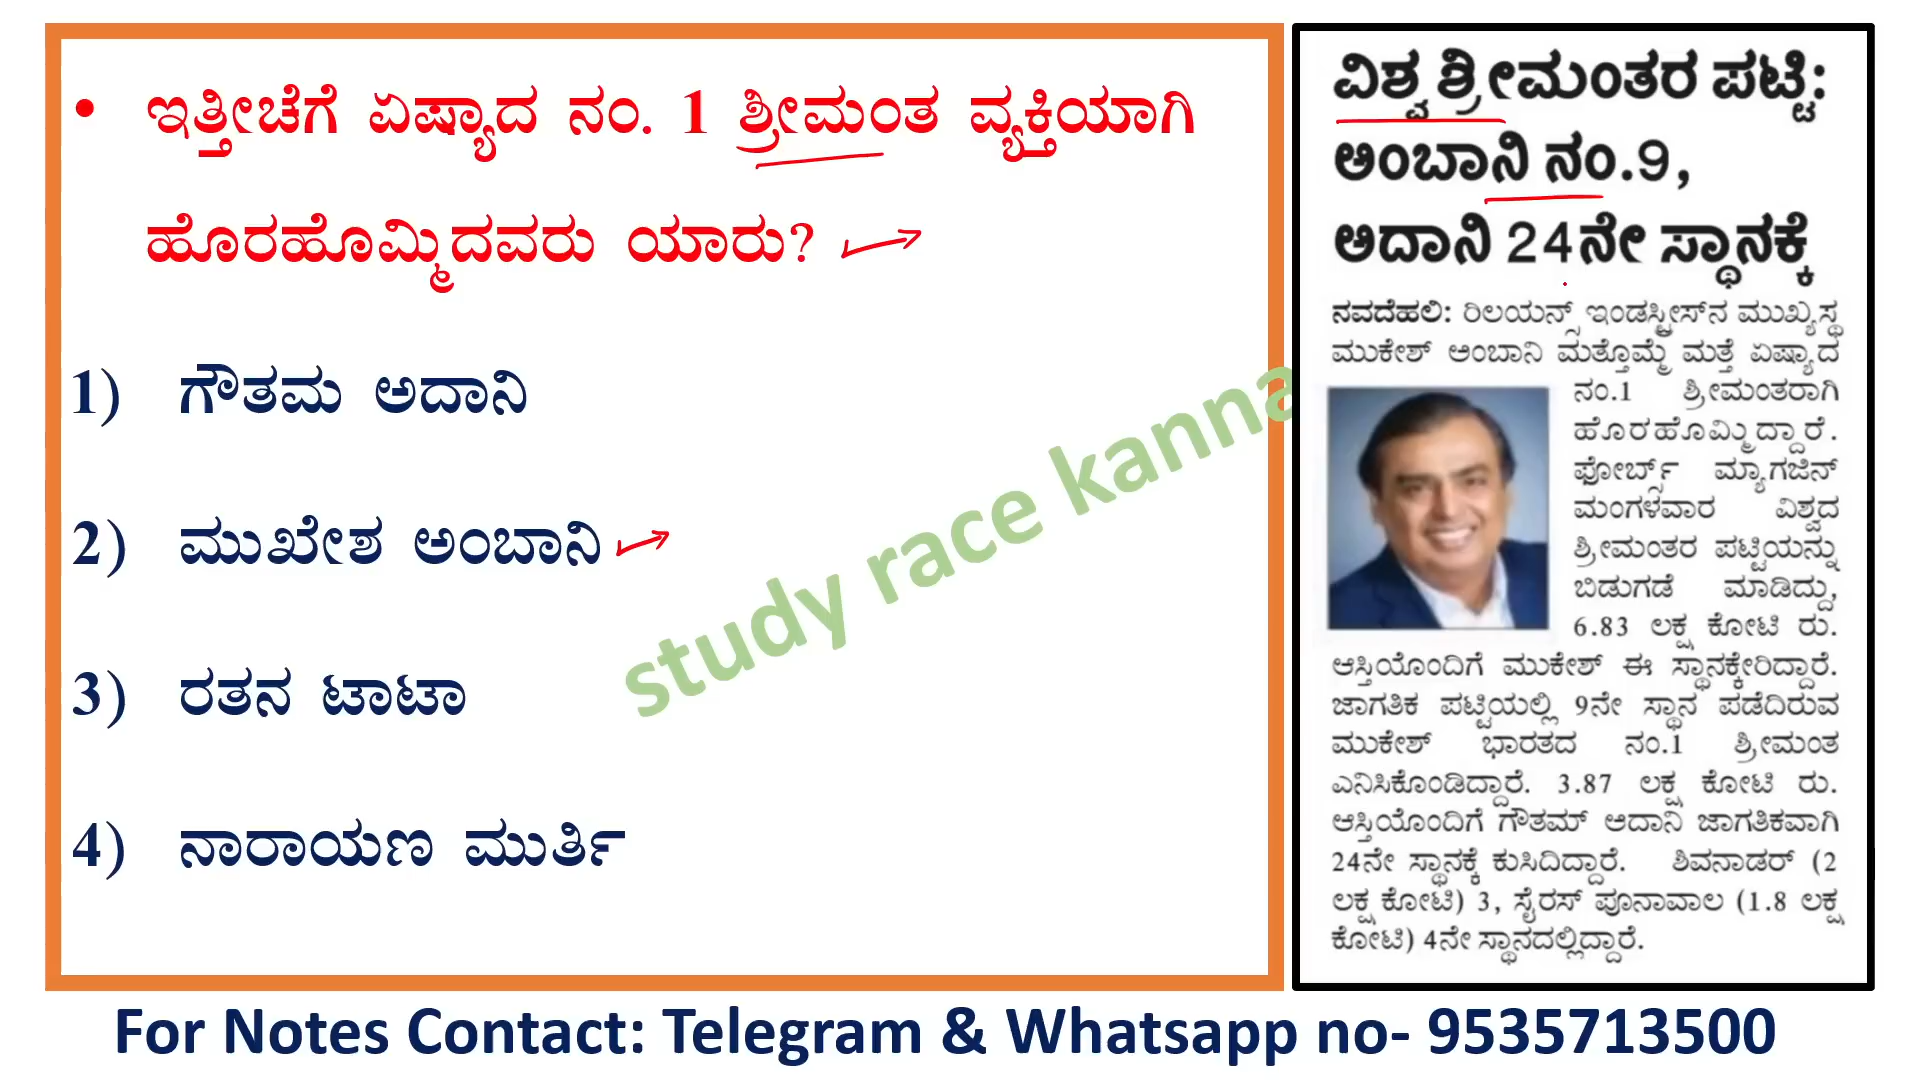 • ಇತ್ತೀಚೆಗೆ ಏಷ್ಯಾದ ನಂ. 1 ಶ್ರೀಮಂತ ವ್ಯಕ್ತಿಯಾಗಿ
ಹೊರಹೊಮ್ಮಿದವರು ಯಾರು?
1) ಗೌತಮ ಅದಾನಿ
2) ಮುಖೇಶ ಅಂಬಾನಿ
3) ರತನ ಟಾಟಾ
4) ನಾರಾಯಣ ಮುರ್ತಿ
study race kanna
ವಿಶ್ವ ಶ್ರೀಮಂತರ ಪಟ್ಟಿ:
ಅಂಬಾನಿ ನಂ.9,
ಅದಾನಿ 24ನೇ ಸ್ಥಾನಕ್ಕೆ
ನವದೆಹಲಿ: ರಿಲಯನ್ಸ್ ಇಂಡಸ್ಟ್ರೀಸ್‌ನ ಮುಖ್ಯಸ್ಥ
ಮುಕೇಶ್ ಅಂಬಾನಿ ಮತ್ತೊಮ್ಮೆ ಮತ್ತೆ ಏಷ್ಯಾದ
ನಂ.1 ಶ್ರೀಮಂತರಾಗಿ
ಹೊರಹೊಮ್ಮಿದ್ದಾರೆ.
ಫೋರ್ಬ್ಸ್ ಮ್ಯಾಗಜಿನ್
ಮಂಗಳವಾರ ವಿಶ್ವದ
ಶ್ರೀಮಂತರ ಪಟ್ಟಿಯನ್ನು
ಬಿಡುಗಡೆ ಮಾಡಿದ್ದು,
6.83 ಲಕ್ಷ ಕೋಟಿ ರು.
ಆಸ್ತಿಯೊಂದಿಗೆ ಮುಕೇಶ್ ಈ ಸ್ಥಾನಕ್ಕೇರಿದ್ದಾರೆ.
ಜಾಗತಿಕ ಪಟ್ಟಿಯಲ್ಲಿ 9ನೇ ಸ್ಥಾನ ಪಡೆದಿರುವ
ಮುಕೇಶ್ ಭಾರತದ ನಂ.1 ಶ್ರೀಮಂತ
ಎನಿಸಿಕೊಂಡಿದ್ದಾರೆ. 3.87 ಲಕ್ಷ ಕೋಟಿ ರು.
ಆಸ್ತಿಯೊಂದಿಗೆ ಗೌತಮ್ ಅದಾನಿ ಜಾಗತಿಕವಾಗಿ
24ನೇ ಸ್ಥಾನಕ್ಕೆ ಕುಸಿದಿದ್ದಾರೆ. ಶಿವನಾಡರ್ (2
ಲಕ್ಷ ಕೋಟಿ) 3, ಸೈರಸ್ ಪೂನಾವಾಲ (1.8 ಲಕ್ಷ
ಕೋಟಿ) 4ನೇ ಸ್ಥಾನದಲ್ಲಿದ್ದಾರೆ.
For Notes Contact: Telegram & Whatsapp no- 9535713500